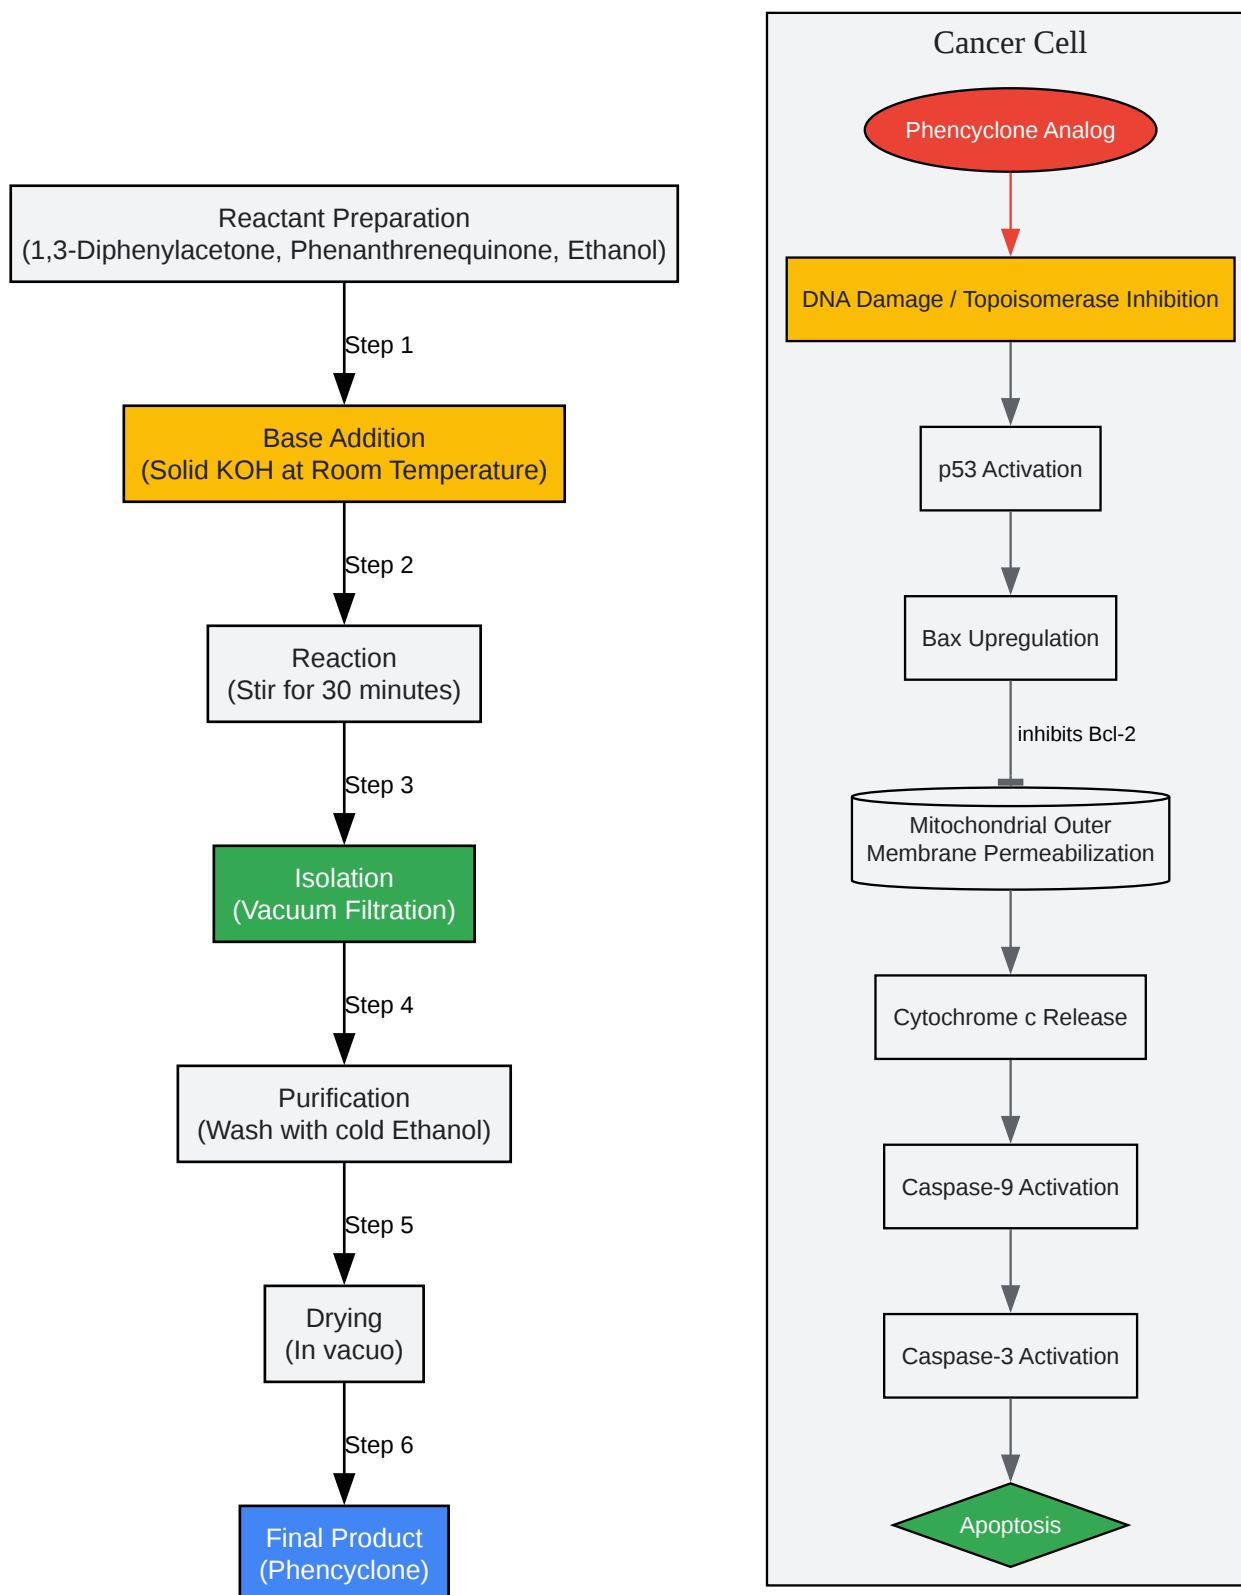 Reactant Preparation
(1,3-Diphenylacetone, Phenanthrenequinone, Ethanol)
Step 1
Base Addition
(Solid KOH at Room Temperature)
Step 2
Reaction
(Stir for 30 minutes)
Step 3
Isolation
(Vacuum Filtration)
Step 4
Purification
(Wash with cold Ethanol)
Step 5
Drying
(In vacuo)
Step 6
Final Product
(Phencyclone)
Cancer Cell
Phencyclone Analog
DNA Damage / Topoisomerase Inhibition
p53 Activation
Bax Upregulation
inhibits Bcl-2
Mitochondrial Outer
Membrane Permeabilization
Cytochrome c Release
Caspase-9 Activation
Caspase-3 Activation
Apoptosis